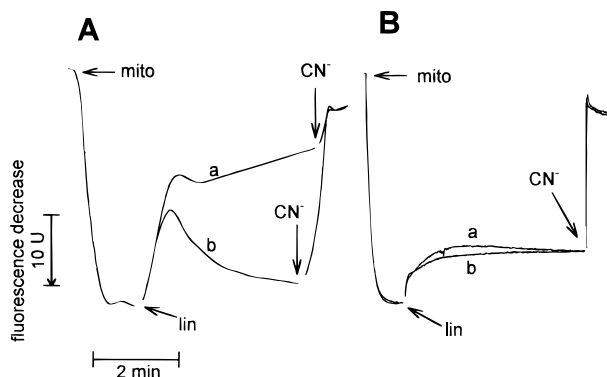 A
B
mito
CN-
mito
a
CN-
a
CN-
b
b
lin
lin
fluorescence decrease
10 U
2 min